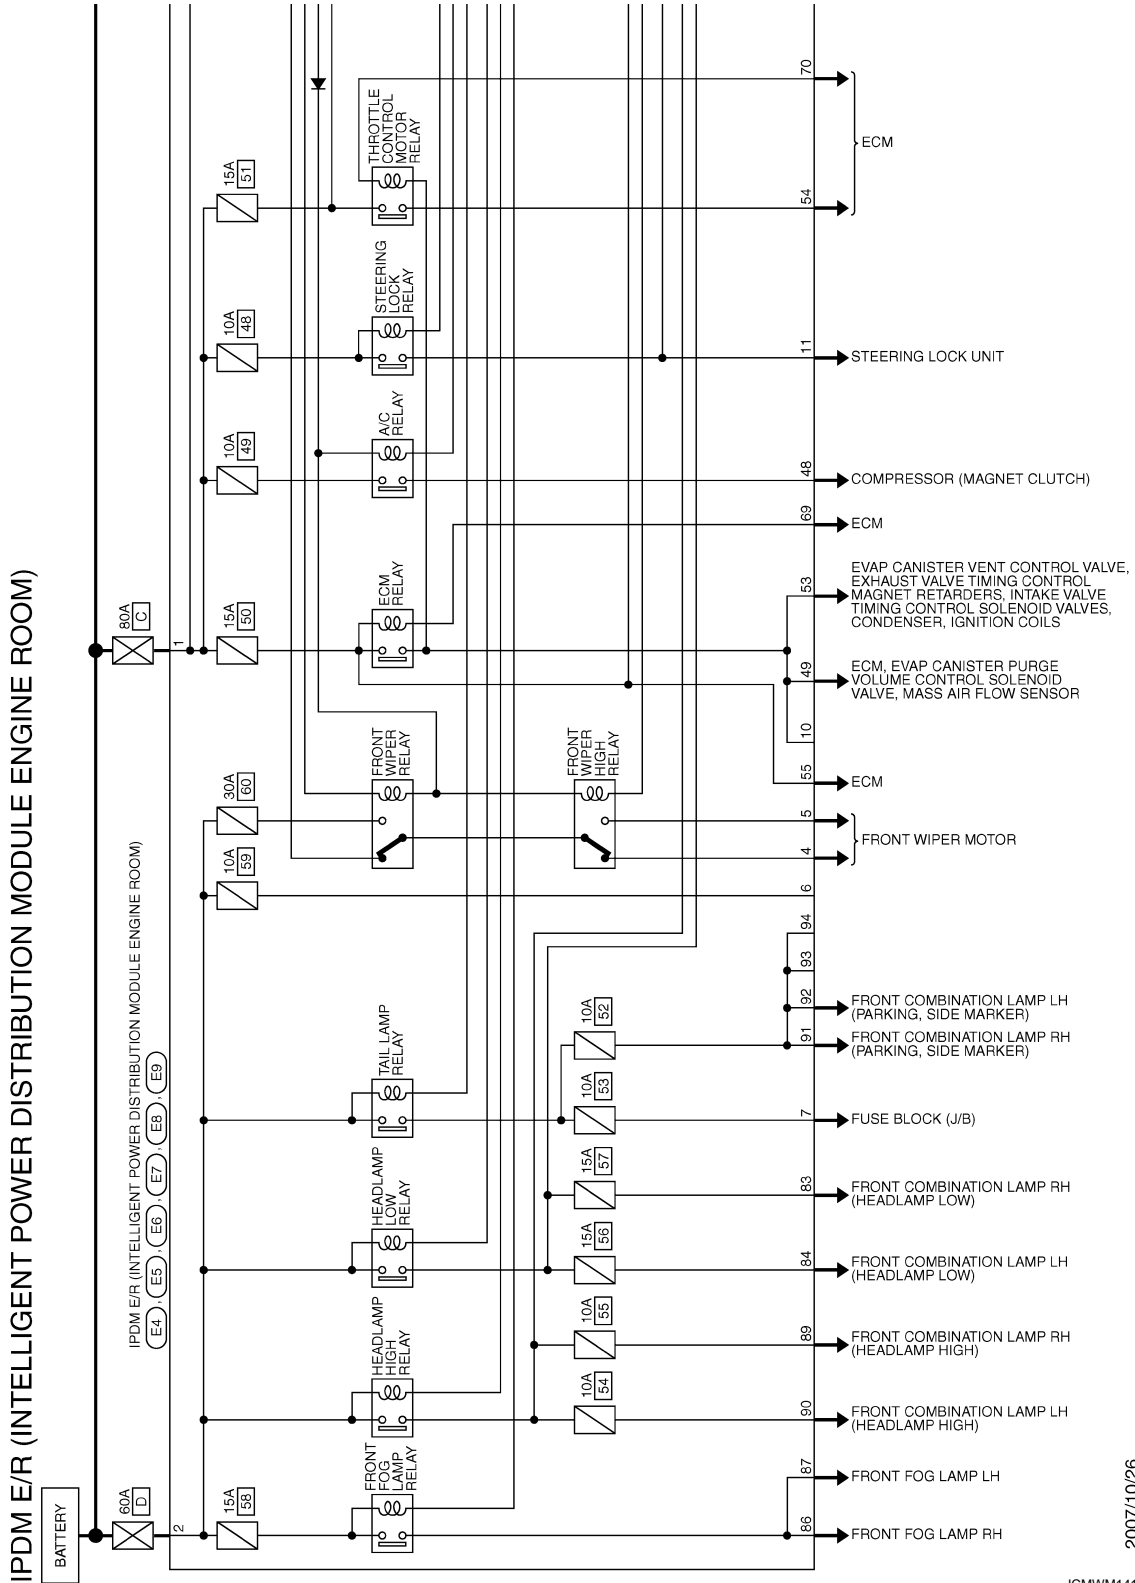 IPDM E/R (INTELLIGENT POWER DISTRIBUTION MODULE ENGINE ROOM)
BATTERY
60A
D
80A
C
IPDM E/R (INTELLIGENT POWER DISTRIBUTION MODULE ENGINE ROOM)
E4 , E5 , E6 , E7 , E8 , E9
2
1
15A
58
10A
59
30A
60
15A
50
10A
49
10A
48
15A
51
FRONT
FOG
LAMP
RELAY
HEADLAMP
HIGH
RELAY
HEADLAMP
LOW
RELAY
TAIL LAMP
RELAY
FRONT
WIPER
RELAY
ECM
RELAY
A/C
RELAY
STEERING
LOCK
RELAY
THROTTLE
CONTROL
MOTOR
RELAY
10A
54
10A
55
15A
56
15A
57
10A
53
10A
52
FRONT
WIPER
HIGH
RELAY
70
54
ECM
11
STEERING LOCK UNIT
48
COMPRESSOR (MAGNET CLUTCH)
69
ECM
53
EVAP CANISTER VENT CONTROL VALVE,
EXHAUST VALVE TIMING CONTROL
MAGNET RETARDERS, INTAKE VALVE
TIMING CONTROL SOLENOID VALVES,
CONDENSER, IGNITION COILS
49
ECM, EVAP CANISTER PURGE
VOLUME CONTROL SOLENOID
VALVE, MASS AIR FLOW SENSOR
10
55
ECM
5
4
FRONT WIPER MOTOR
6
94
93
92
FRONT COMBINATION LAMP LH
(PARKING, SIDE MARKER)
91
FRONT COMBINATION LAMP RH
(PARKING, SIDE MARKER)
7
FUSE BLOCK (J/B)
83
FRONT COMBINATION LAMP RH
(HEADLAMP LOW)
84
FRONT COMBINATION LAMP LH
(HEADLAMP LOW)
89
FRONT COMBINATION LAMP RH
(HEADLAMP HIGH)
90
FRONT COMBINATION LAMP LH
(HEADLAMP HIGH)
87
FRONT FOG LAMP LH
86
FRONT FOG LAMP RH
2007/10/26